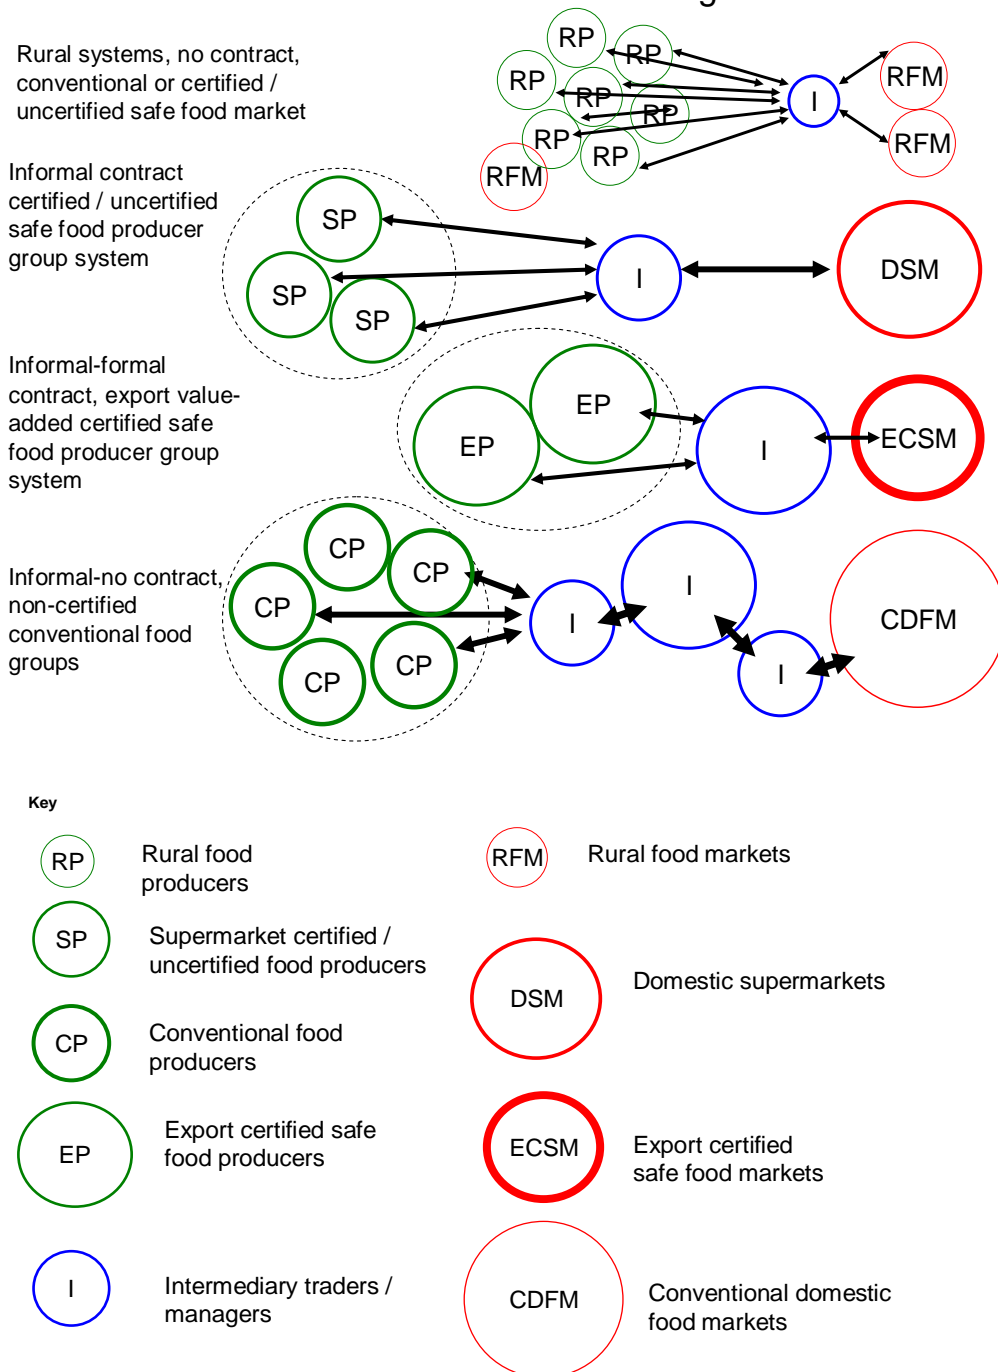 Rural systems, no contract,
conventional or certified /
uncertified safe food market
RP
RP
RP
RP
RP
RP
RP
RFM
I
RFM
RFM
Informal contract
certified / uncertified
safe food producer
group system
SP
SP
SP
I
DSM
Informal-formal
contract, export value-
added certified safe
food producer group
system
EP
EP
I
ECSM
Informal-no contract,
non-certified
conventional food
groups
CP
CP
CP
CP
CP
I
I
I
CDFM
Key
RP
Rural food
producers
RFM
Rural food markets
SP
Supermarket certified /
uncertified food producers
DSM
Domestic supermarkets
CP
Conventional food
producers
EP
Export certified safe
food producers
ECSM
Export certified
safe food markets
I
Intermediary traders /
managers
CDFM
Conventional domestic
food markets